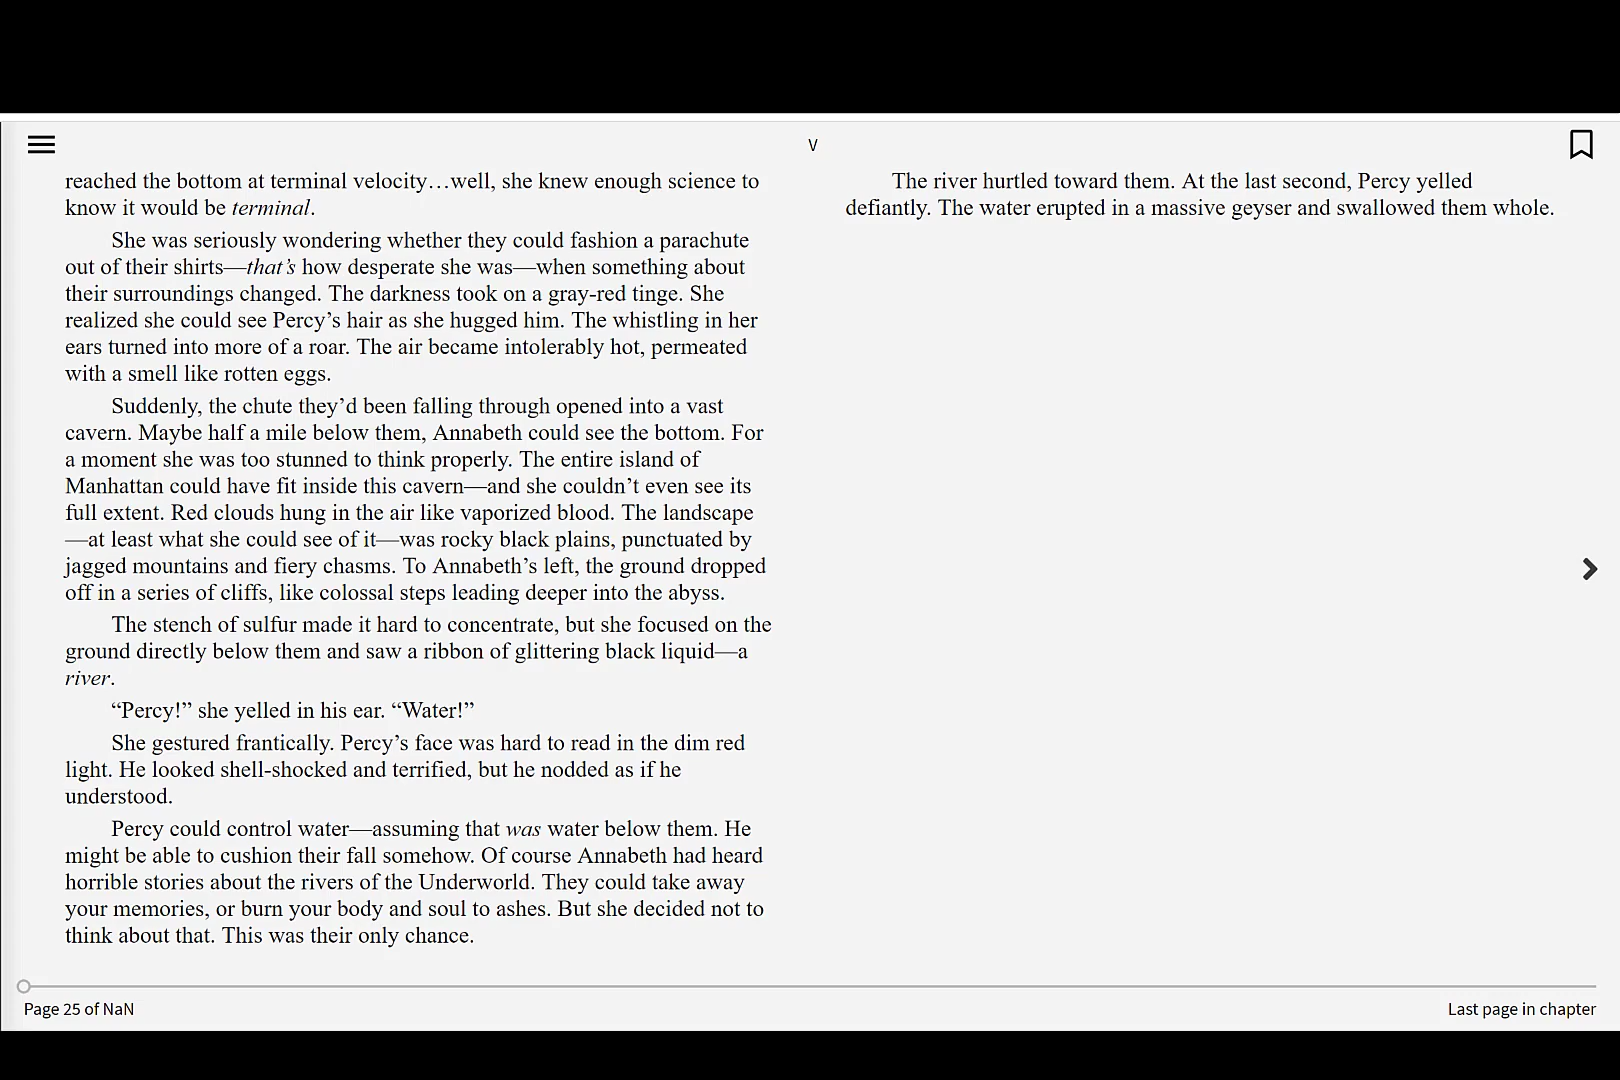 V
reached the bottom at terminal velocity…well, she knew enough science to
know it would be terminal.
She was seriously wondering whether they could fashion a parachute
out of their shirts—that’s how desperate she was—when something about
their surroundings changed. The darkness took on a gray-red tinge. She
realized she could see Percy’s hair as she hugged him. The whistling in her
ears turned into more of a roar. The air became intolerably hot, permeated
with a smell like rotten eggs.
Suddenly, the chute they’d been falling through opened into a vast
cavern. Maybe half a mile below them, Annabeth could see the bottom. For
a moment she was too stunned to think properly. The entire island of
Manhattan could have fit inside this cavern—and she couldn’t even see its
full extent. Red clouds hung in the air like vaporized blood. The landscape
—at least what she could see of it—was rocky black plains, punctuated by
jagged mountains and fiery chasms. To Annabeth’s left, the ground dropped
off in a series of cliffs, like colossal steps leading deeper into the abyss.
The stench of sulfur made it hard to concentrate, but she focused on the
ground directly below them and saw a ribbon of glittering black liquid—a
river.
“Percy!” she yelled in his ear. “Water!”
She gestured frantically. Percy’s face was hard to read in the dim red
light. He looked shell-shocked and terrified, but he nodded as if he
understood.
Percy could control water—assuming that was water below them. He
might be able to cushion their fall somehow. Of course Annabeth had heard
horrible stories about the rivers of the Underworld. They could take away
your memories, or burn your body and soul to ashes. But she decided not to
think about that. This was their only chance.
The river hurtled toward them. At the last second, Percy yelled
defiantly. The water erupted in a massive geyser and swallowed them whole.
Page 25 of NaN
Last page in chapter